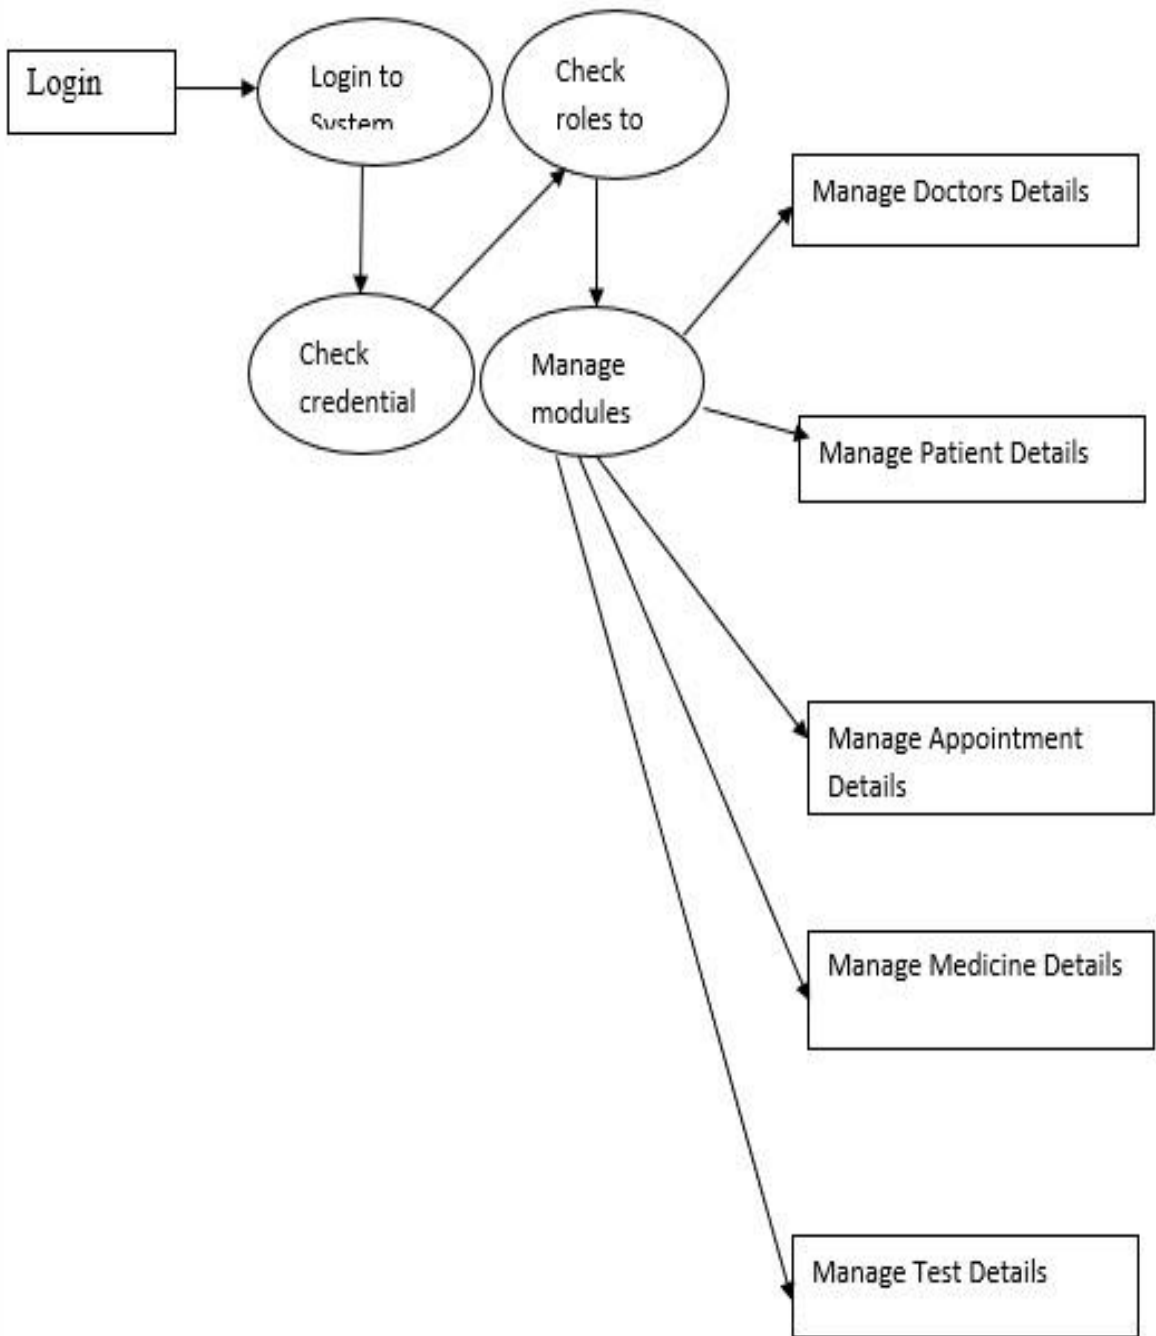 Login
Login to
System
Check
roles to
Manage Doctors Details
Check
credential
Manage
modules
Manage Patient Details
Manage Appointment
Details
Manage Medicine Details
Manage Test Details